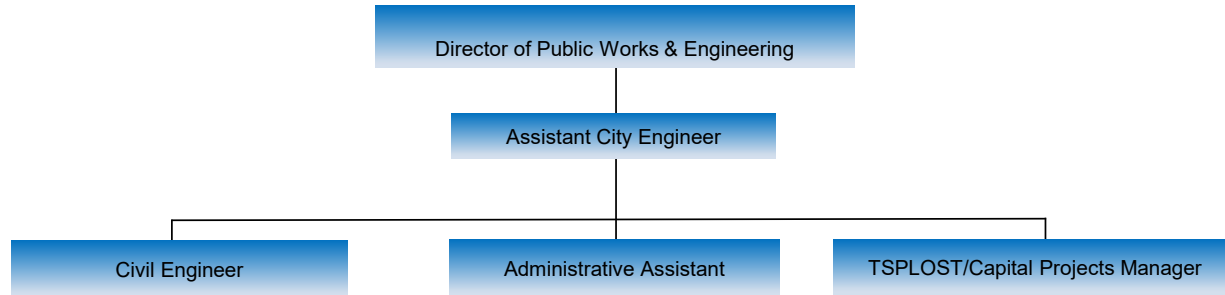 Director of Public Works & Engineering
Assistant City Engineer
Civil Engineer
Administrative Assistant
TSPLOST/Capital Projects Manager